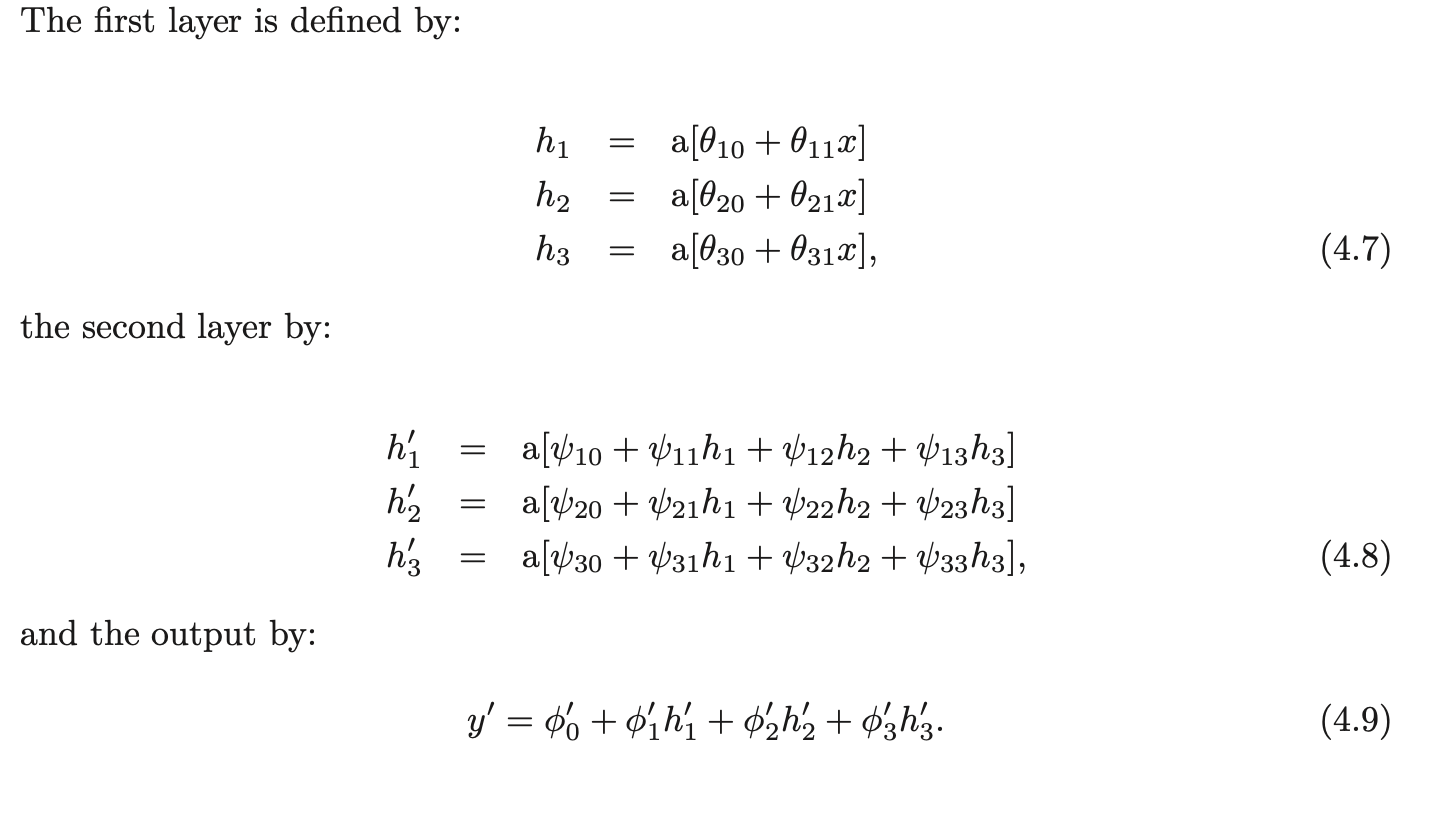 The first layer is defined by:
h₁ = a[θ₁₀ + θ₁₁x]
h₂ = a[θ₂₀ + θ₂₁x]
h₃ = a[θ₃₀ + θ₃₁x], (4.7)
the second layer by:
h′₁ = a[ψ₁₀ + ψ₁₁h₁ + ψ₁₂h₂ + ψ₁₃h₃]
h′₂ = a[ψ₂₀ + ψ₂₁h₁ + ψ₂₂h₂ + ψ₂₃h₃]
h′₃ = a[ψ₃₀ + ψ₃₁h₁ + ψ₃₂h₂ + ψ₃₃h₃], (4.8)
and the output by:
y′ = ϕ′₀ + ϕ′₁h′₁ + ϕ′₂h′₂ + ϕ′₃h′₃. (4.9)